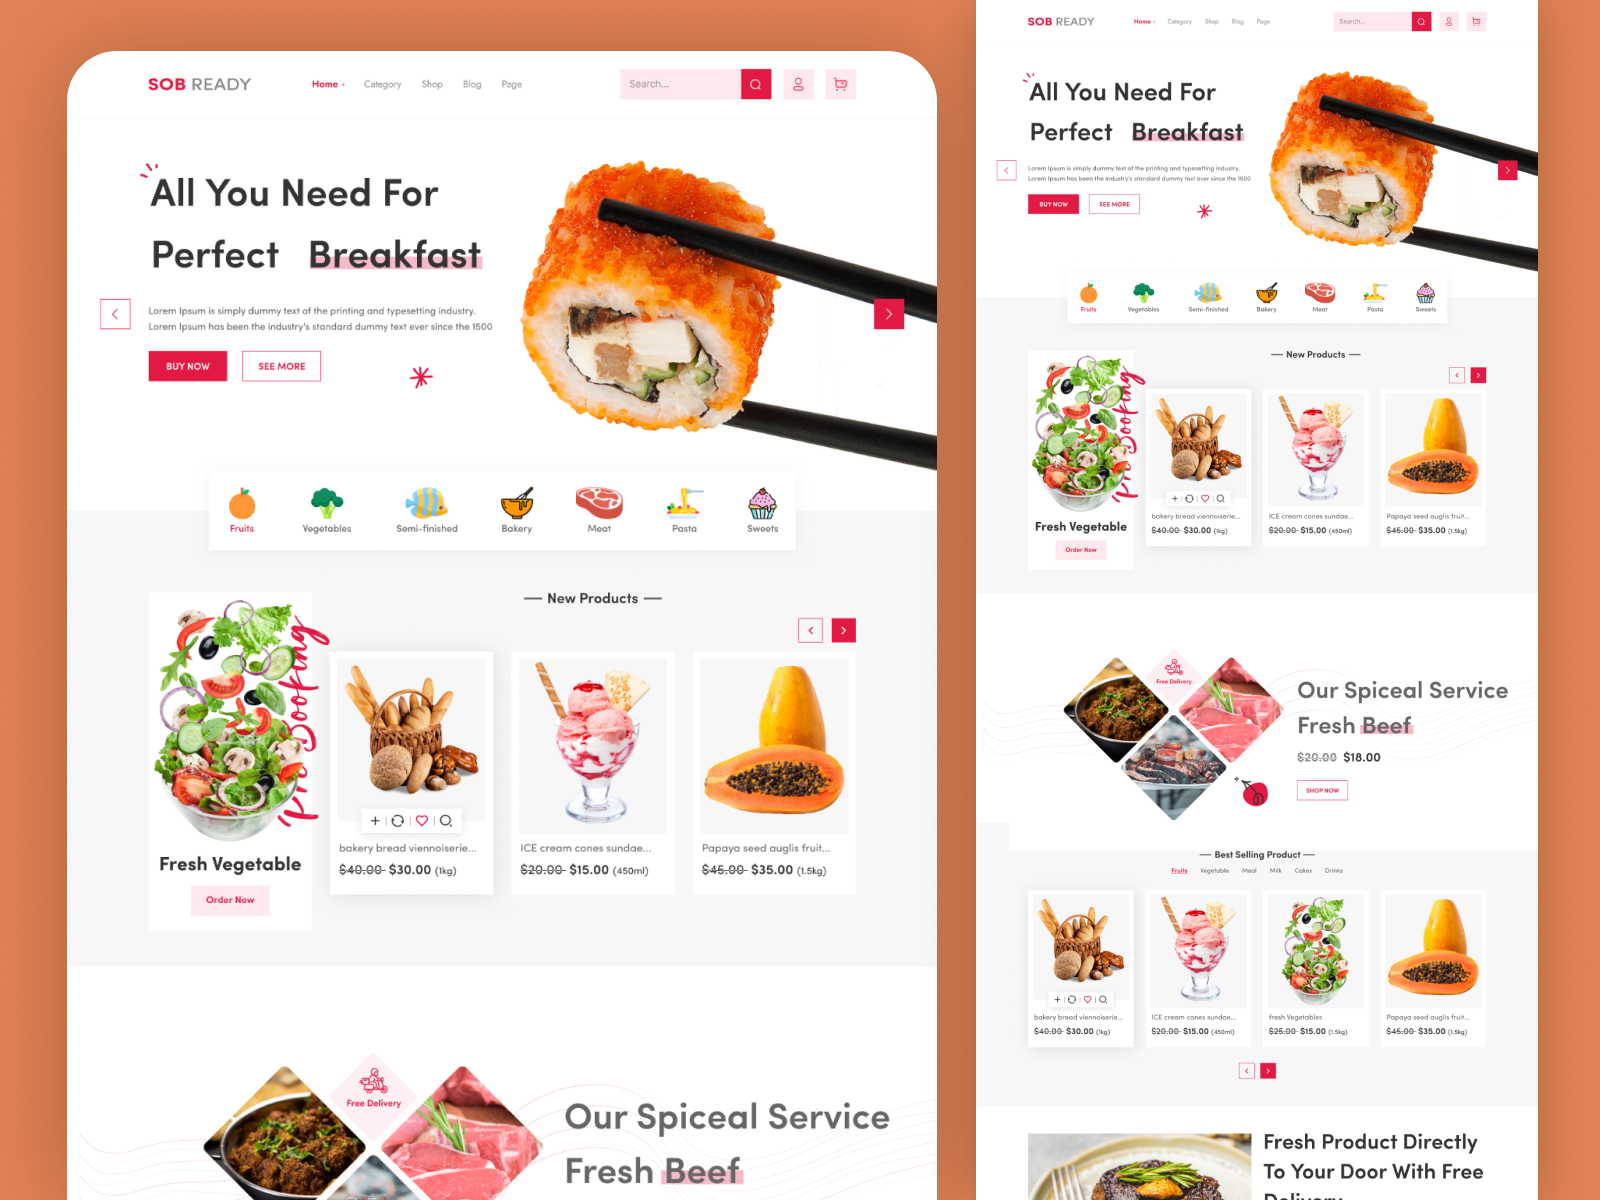 SOB READY
Home
Category
Shop
Blog
Page
Search...
All You Need For
Perfect Breakfast
Lorem Ipsum is simply dummy text of the printing and typesetting industry.
Lorem Ipsum has been the industry's standard dummy text ever since the 1500
BUY NOW
SEE MORE
Fruits
Vegetables
Semi-finished
Bakery
Meat
Pasta
Sweets
New Products
Pre Booking
Fresh Vegetable
Order Now
bakery bread viennoiserie...
$40.00 $30.00 (1kg)
ICE cream cones sundae...
$20.00 $15.00 (450ml)
Papaya seed auglis fruit...
$45.00 $35.00 (1.5kg)
Free Delivery
Our Spiceal Service
Fresh Beef
SOB READY
Home
Category
Shop
Blog
Page
Search...
All You Need For
Perfect Breakfast
Lorem Ipsum is simply dummy text of the printing and typesetting industry.
Lorem Ipsum has been the industry's standard dummy text ever since the 1500
BUY NOW
SEE MORE
Fruits
Vegetables
Semi-finished
Bakery
Meat
Pasta
Sweets
New Products
Pre Booking
Fresh Vegetable
Order Now
bakery bread viennoiserie...
$40.00 $30.00 (1kg)
ICE cream cones sundae...
$20.00 $15.00 (450ml)
Papaya seed auglis fruit...
$45.00 $35.00 (1.5kg)
Free Delivery
Our Spiceal Service
Fresh Beef
$20.00 $18.00
SHOP NOW
Best Selling Product
Fruits
Vegetable
Meal
Milk
Cakes
Drinks
bakery bread viennoiserie...
$40.00 $30.00 (1kg)
ICE cream cones sundae...
$20.00 $15.00 (450ml)
fresh Vegetables
$25.00 $15.00 (1.5kg)
Papaya seed auglis fruit...
$45.00 $35.00 (1.5kg)
Fresh Product Directly
To Your Door With Free
Delivery